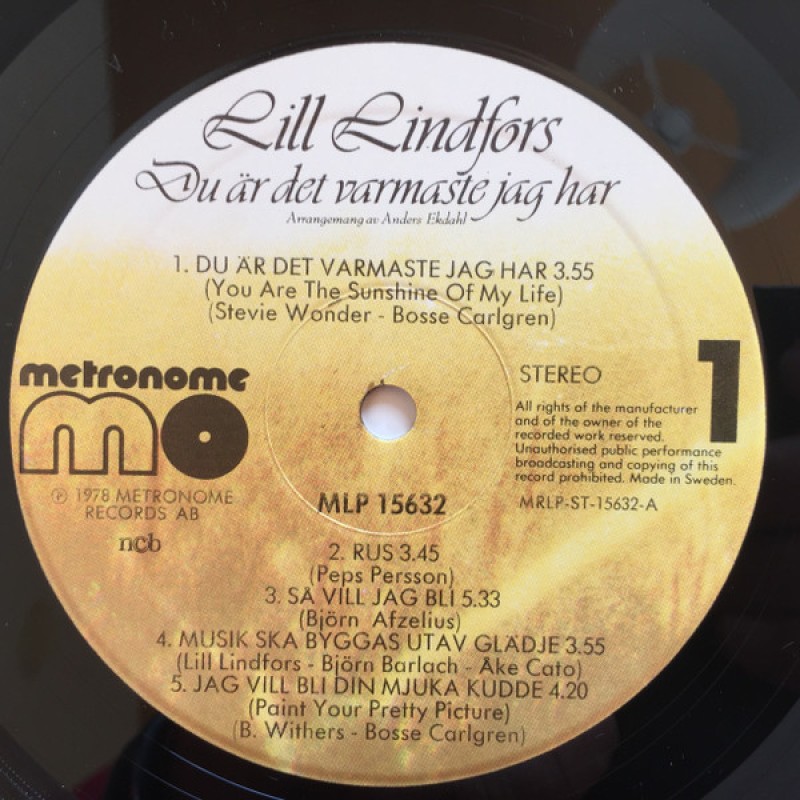 Lill Lindfors
Du är det varmaste jag har
Arrangemang av Anders Ekdahl
1. DU ÄR DET VARMASTE JAG HAR 3.55
(You Are The Sunshine Of My Life)
(Stevie Wonder - Bosse Carlgren)
metronome
mo
℗ 1978 METRONOME
RECORDS AB
ncb
STEREO
1
All rights of the manufacturer
and of the owner of the
recorded work reserved.
Unauthorised public performance
broadcasting and copying of this
record prohibited. Made in Sweden.
MLP 15632
MRLP-ST-15632-A
2. RUS 3.45
(Peps Persson)
3. SÅ VILL JAG BLI 5.33
(Björn Afzelius)
4. MUSIK SKA BYGGAS UTAV GLÄDJE 3.55
(Lill Lindfors - Björn Barlach - Åke Cato)
5. JAG VILL BLI DIN MJUKA KUDDE 4.20
(Paint Your Pretty Picture)
(B. Withers - Bosse Carlgren)